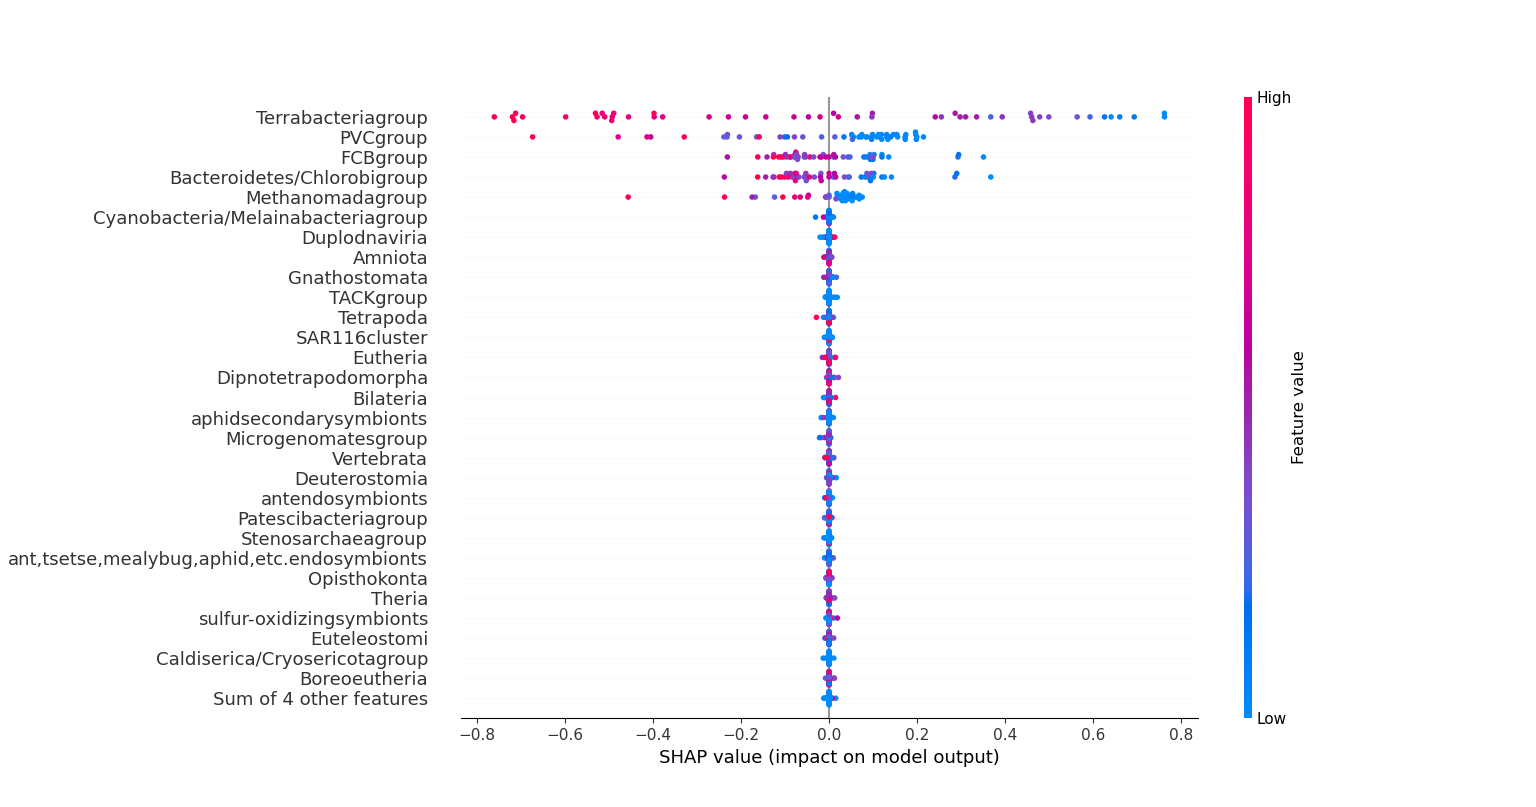 High
Terrabacteriagroup
PVCgroup
FCBgroup
Bacteroidetes/Chlorobigroup
Methanomadagroup
Cyanobacteria/Melainabacteriagroup
Duplodnaviria
Amniota
Gnathostomata
TACKgroup
Tetrapoda
SAR116cluster
Eutheria
Dipnotetrapodomorpha
Bilateria
aphidsecondarysymbionts
Microgenomatesgroup
Vertebrata
Deuterostomia
antendosymbionts
Patescibacteriagroup
Stenosarchaeagroup
ant,tsetse,mealybug,aphid,etc.endosymbionts
Opisthokonta
Theria
sulfur-oxidizingsymbionts
Euteleostomi
Caldiserica/Cryosericotagroup
Boreoeutheria
Sum of 4 other features
Feature value
Low
−0.8 −0.6 −0.4 −0.2 0.0 0.2 0.4 0.6 0.8
SHAP value (impact on model output)